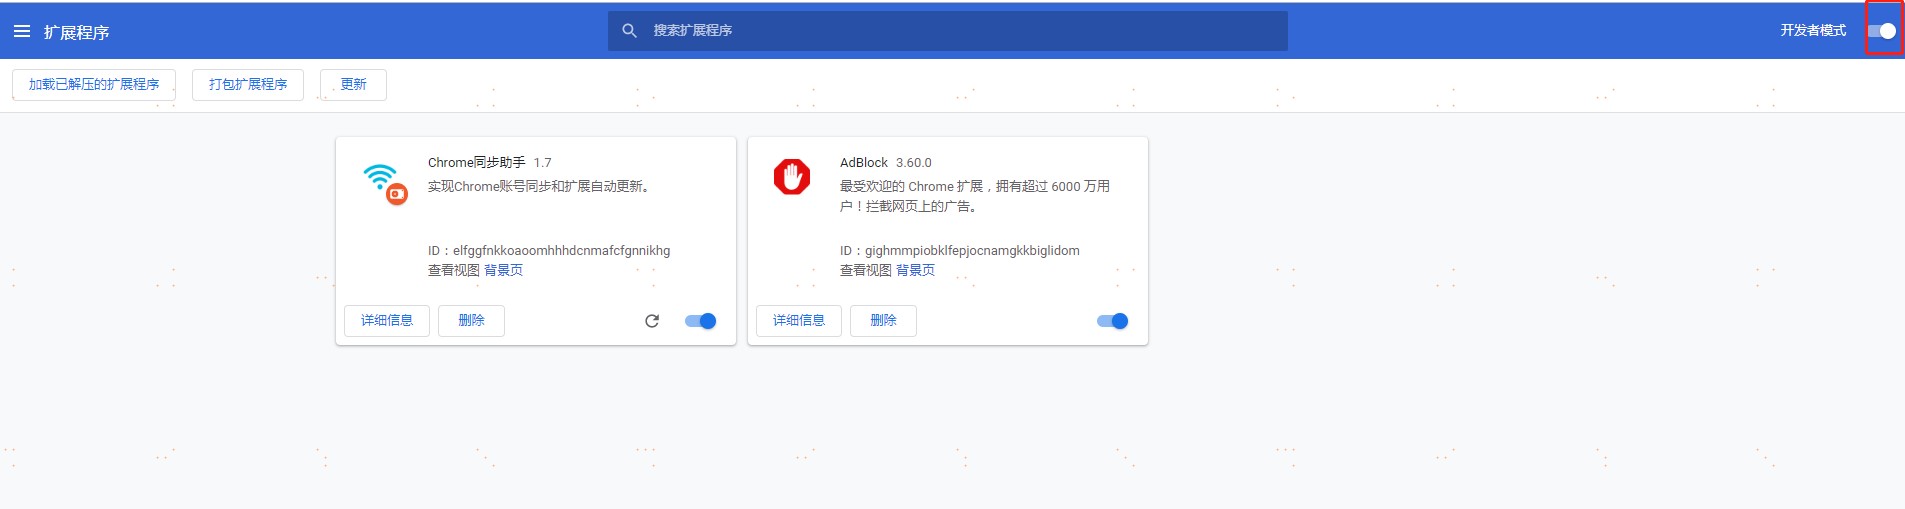 扩展程序
搜索扩展程序
开发者模式
加载已解压的扩展程序
打包扩展程序
更新
Chrome同步助手 1.7
实现Chrome账号同步和扩展自动更新。
ID：elfggfnkkoaoomhhhdcnmafcfgnnikhg
查看视图 背景页
详细信息
删除
AdBlock 3.60.0
最受欢迎的 Chrome 扩展，拥有超过 6000 万用
户！拦截网页上的广告。
ID：gighmmpiobklfepjocnamgkkbiglidom
查看视图 背景页
详细信息
删除